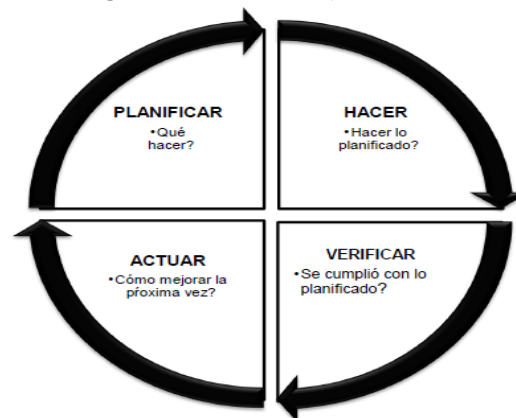 PLANIFICAR
•Qué
hacer?
HACER
•Hacer lo
planificado?
VERIFICAR
•Se cumplió con lo
planificado?
ACTUAR
•Cómo mejorar la
próxima vez?